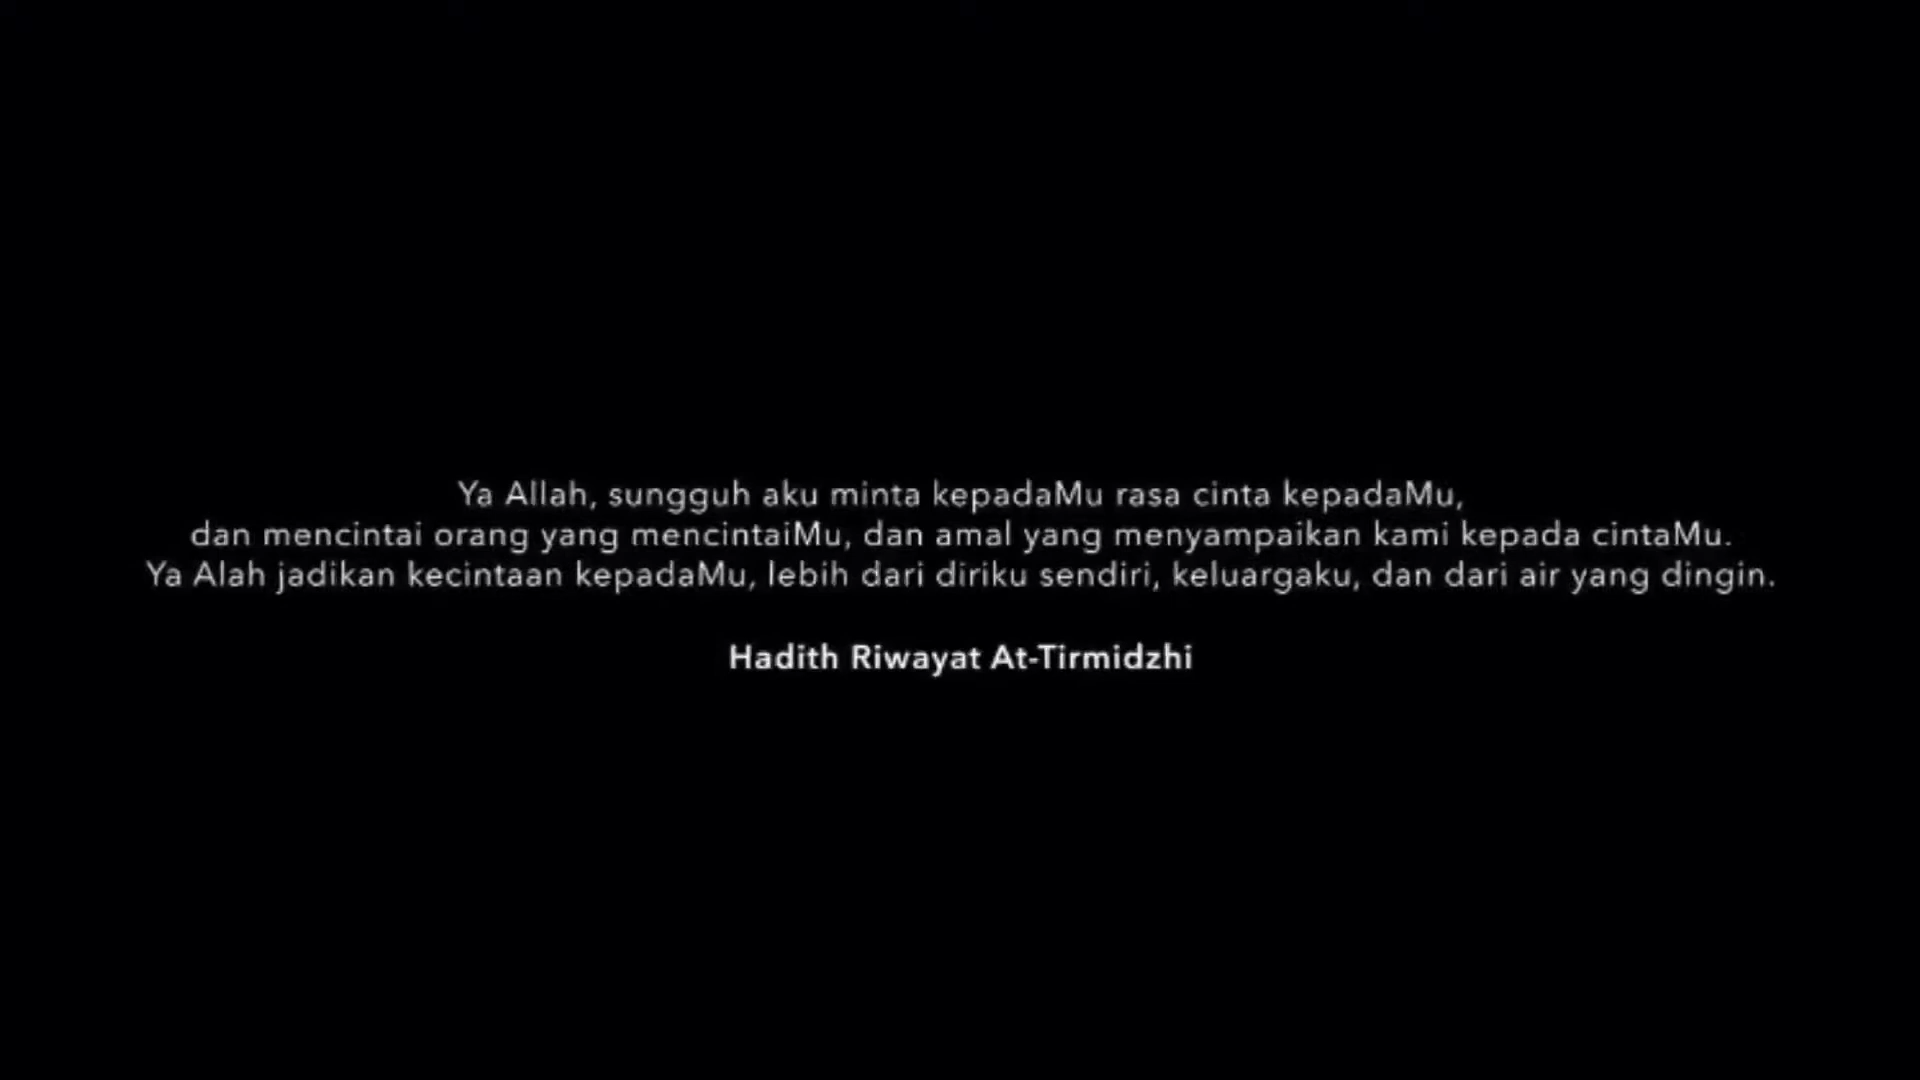 Ya Allah, sungguh aku minta kepadaMu rasa cinta kepadaMu,
dan mencintai orang yang mencintaiMu, dan amal yang menyampaikan kami kepada cintaMu.
Ya Alah jadikan kecintaan kepadaMu, lebih dari diriku sendiri, keluargaku, dan dari air yang dingin.
Hadith Riwayat At-Tirmidzhi